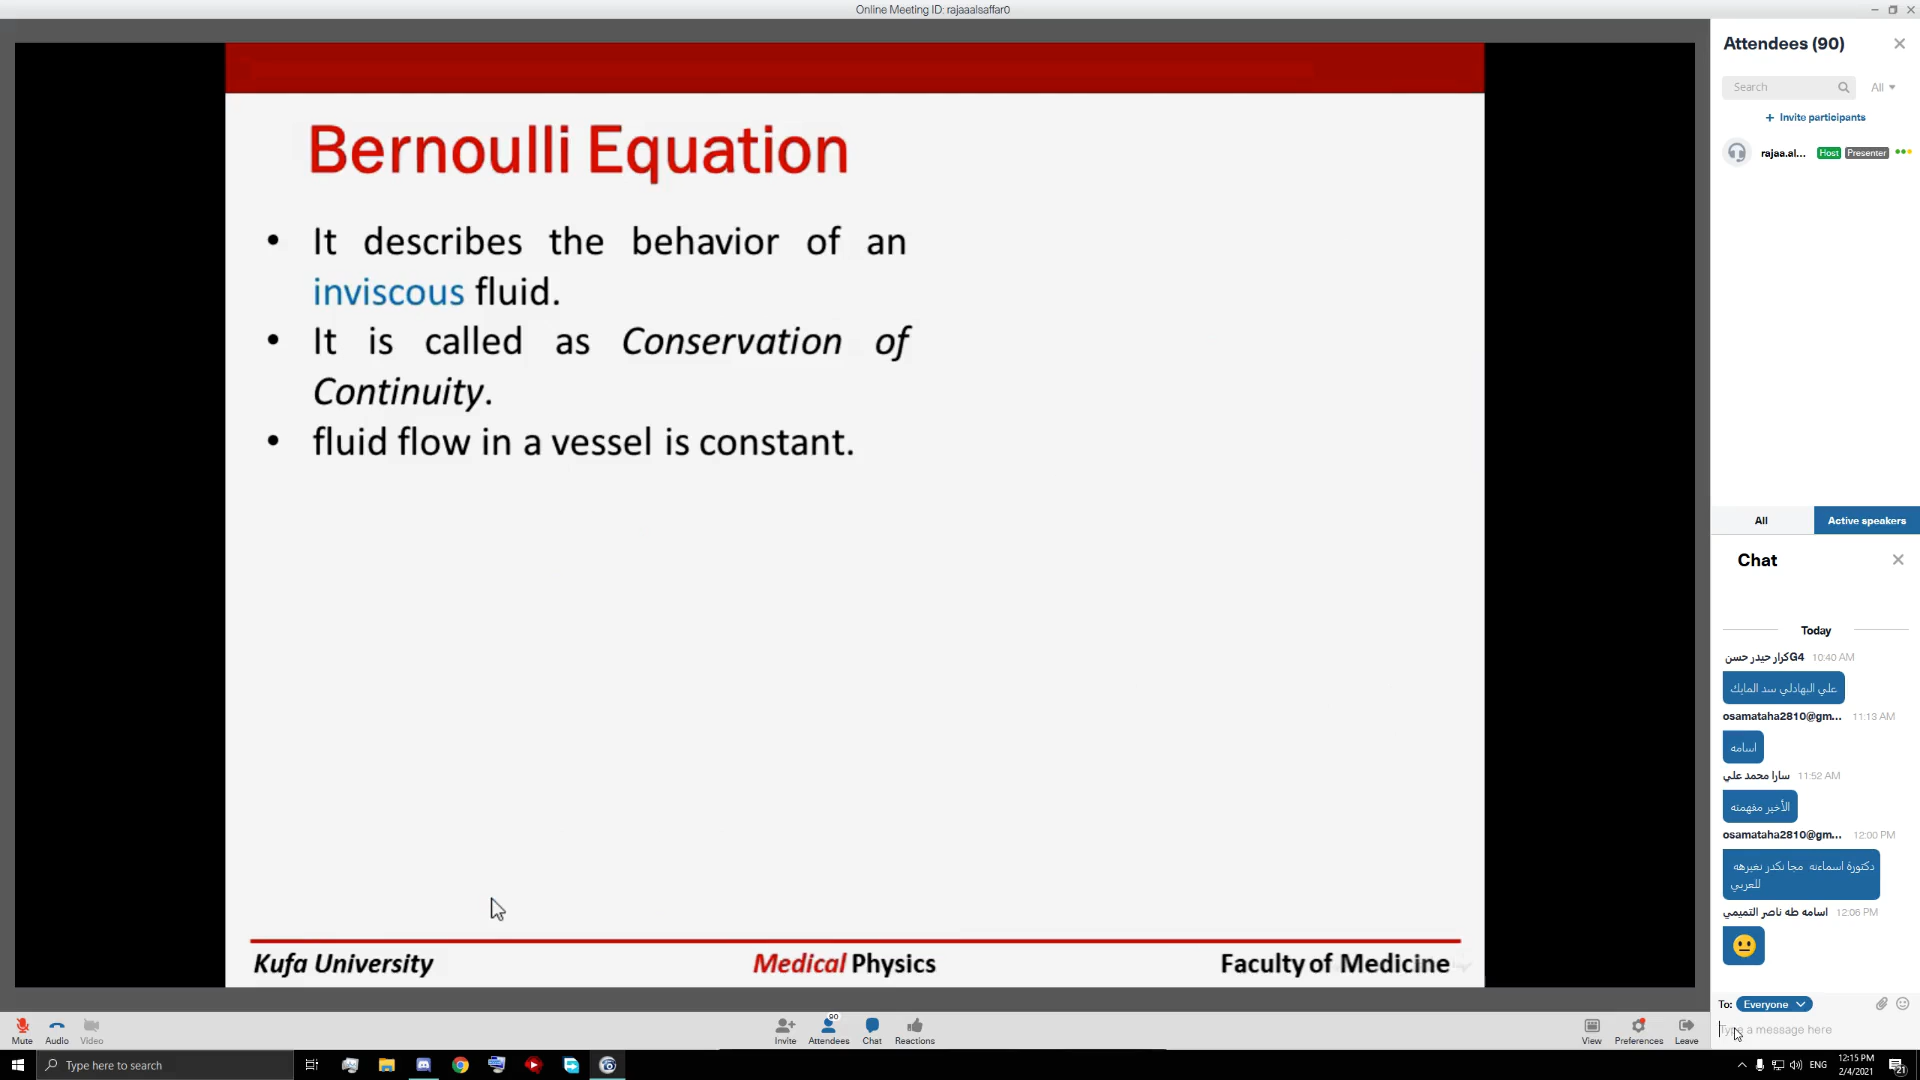 Online Meeting ID: rajaaalsaffar0
Bernoulli Equation
• It describes the behavior of an
inviscous fluid.
• It is called as Conservation of
Continuity.
• fluid flow in a vessel is constant.
Kufa University
Medical Physics
Faculty of Medicine
Attendees (90)
Search
All
+ Invite participants
rajaa.al...
Host
Presenter
All
Active speakers
Chat
Today
كرار حيدر حسن G4 10:40 AM
علي البهادلي سد المايك
osamataha2810@gm... 11:13 AM
اسامه
سارا محمد علي 11:52 AM
الأخير مفهمته
osamataha2810@gm... 12:00 PM
دكتورة اسماءنه مجا نكدر نغيرهه
للعربي
اسامه طه ناصر التميمي 12:06 PM
To: Everyone
Type a message here
Mute
Audio
Video
Invite
90
Attendees
Chat
Reactions
View
Preferences
Leave
Type here to search
ENG
12:15 PM
2/4/2021
21